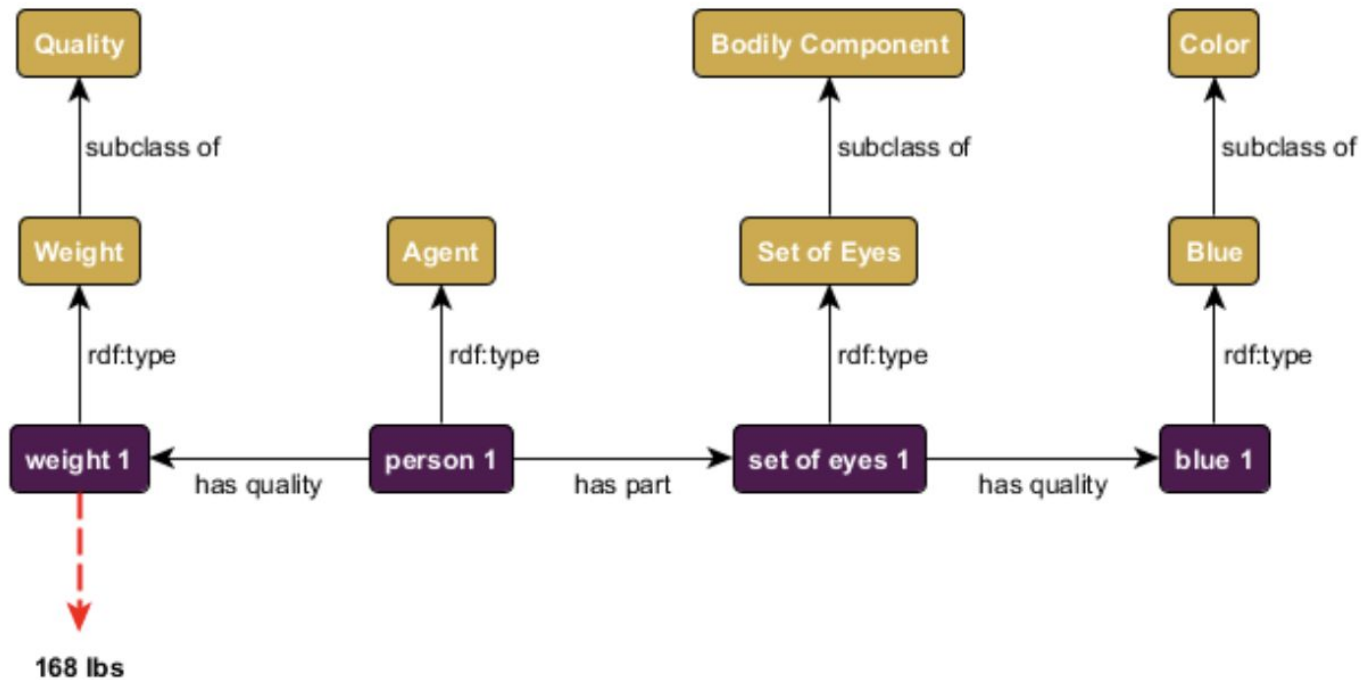 Quality
Bodily Component
Color
subclass of
subclass of
subclass of
Weight
Agent
Set of Eyes
Blue
rdf:type
rdf:type
rdf:type
rdf:type
weight 1
person 1
set of eyes 1
blue 1
has quality
has part
has quality
168 lbs